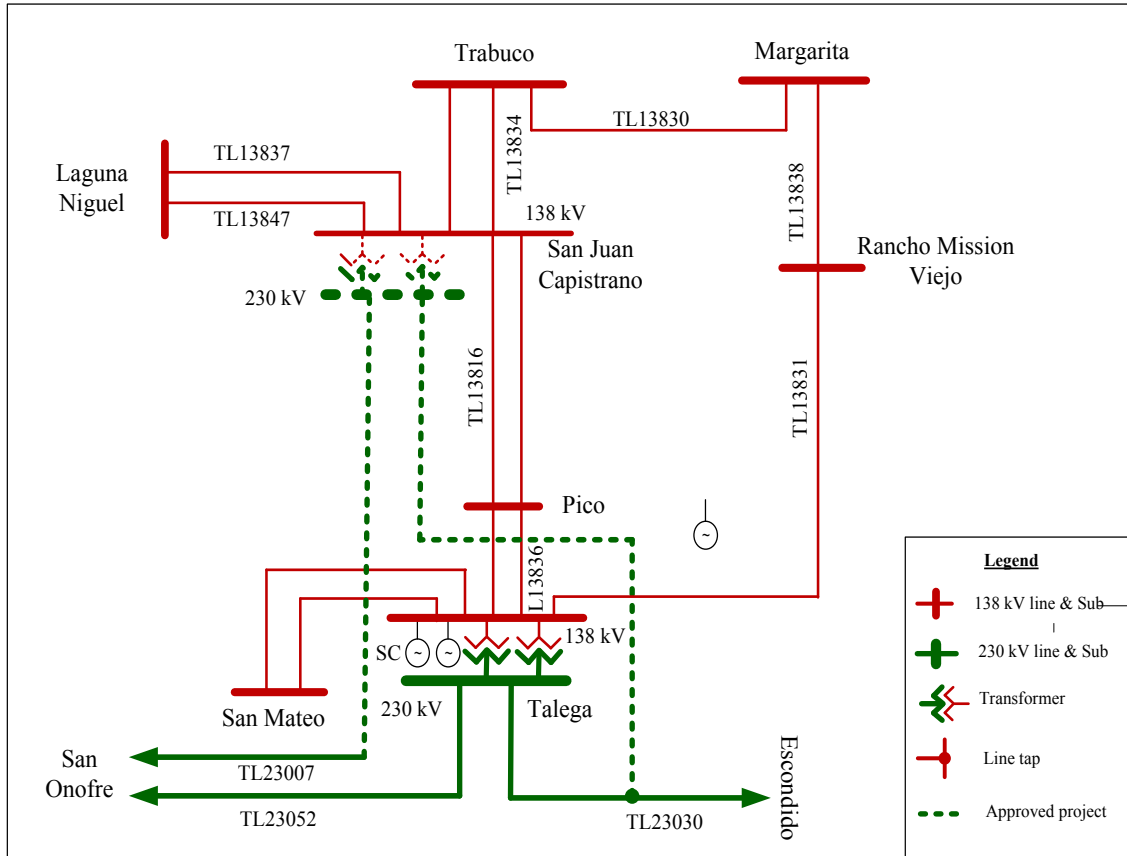 Trabuco
Margarita
TL13830
TL13834
TL13837
Laguna
Niguel
TL13847
138 kV
TL13838
San Juan
Capistrano
Rancho Mission
Viejo
230 kV
TL13816
TL13831
Pico
L13836
138 kV
SC
~
~
~
San Mateo
230 kV
Talega
San
Onofre
TL23007
TL23052
TL23030
Escondido
Legend
138 kV line & Sub
230 kV line & Sub
Transformer
Line tap
Approved project